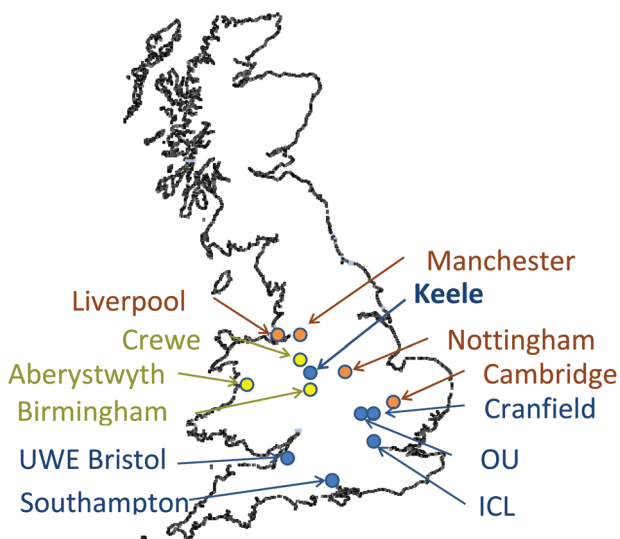 Manchester
Keele
Liverpool
Crewe
Nottingham
Aberystwyth
Cambridge
Birmingham
Cranfield
UWE Bristol
OU
Southampton
ICL